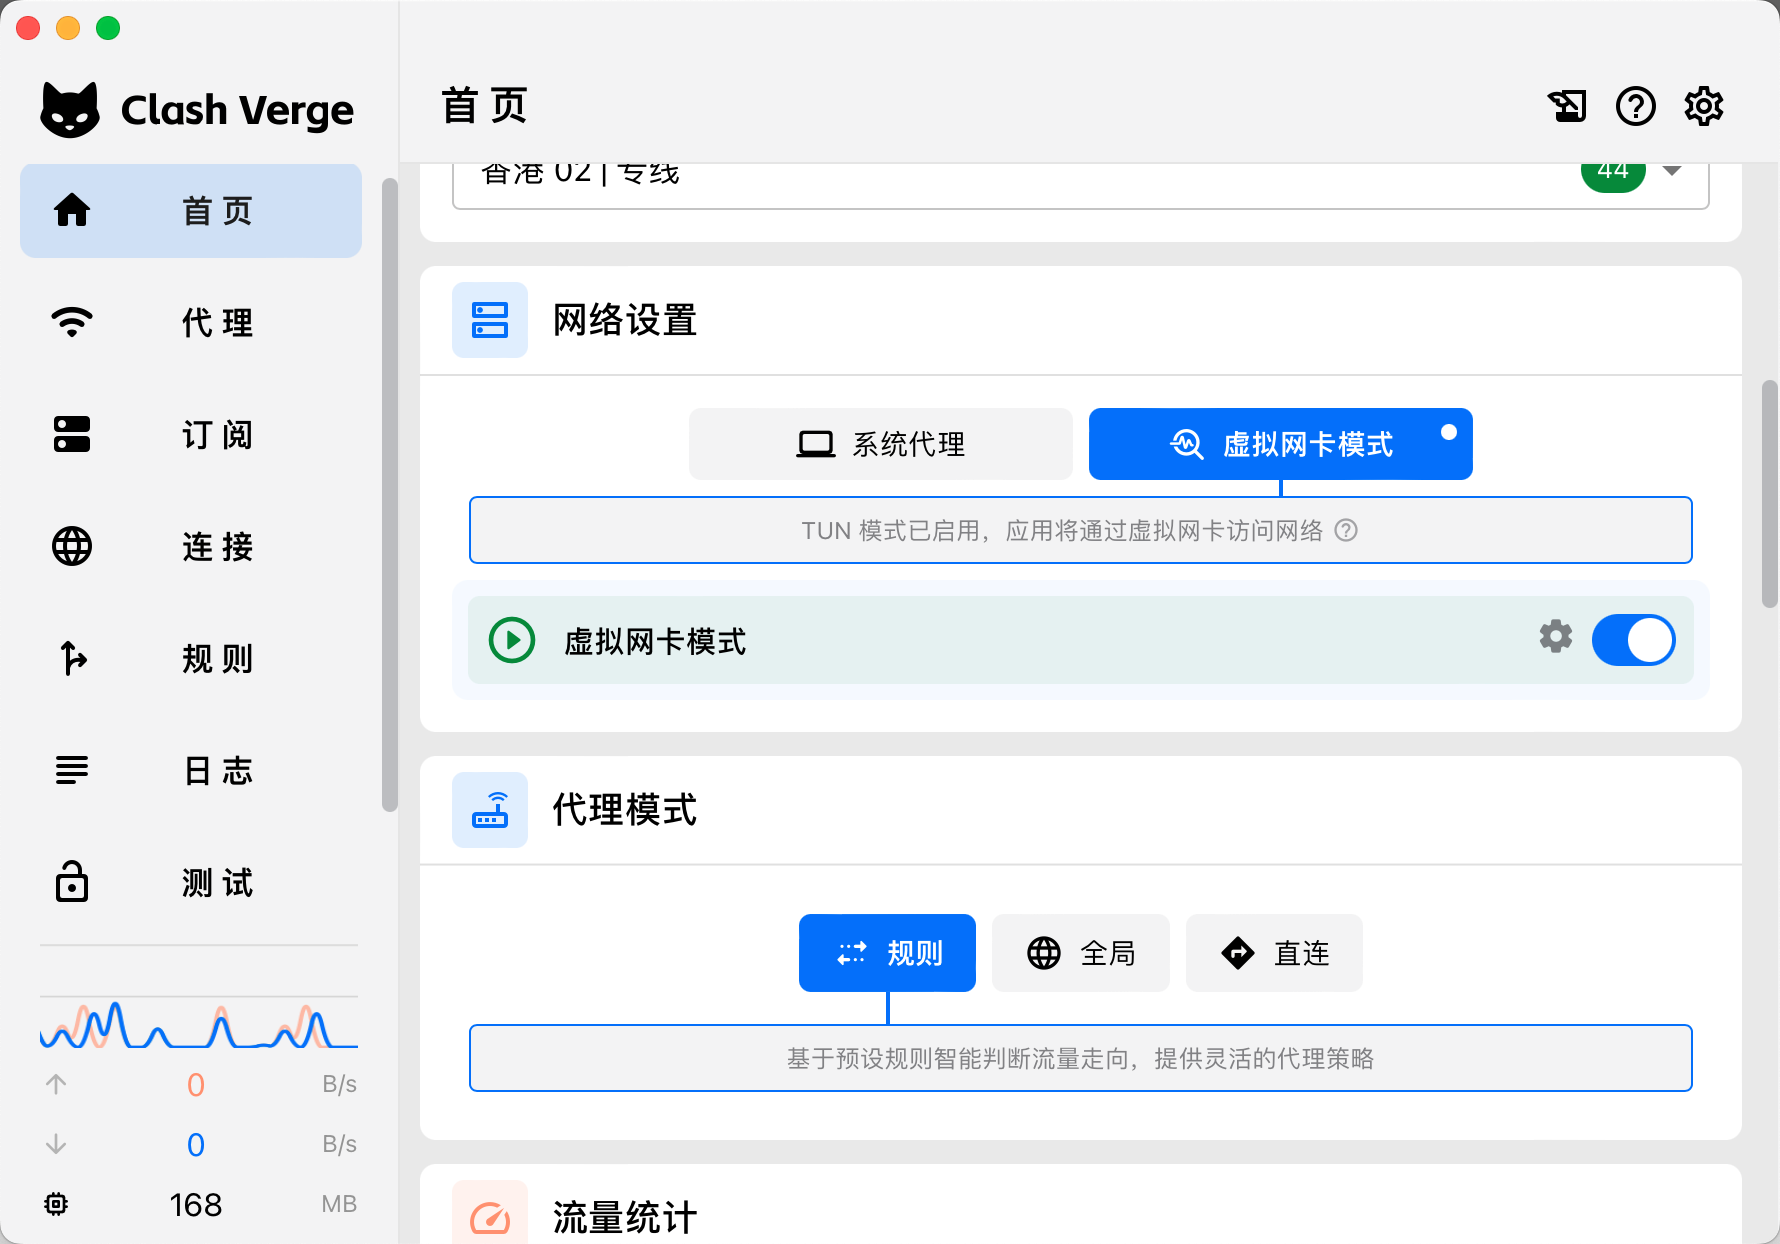 Clash Verge
首 页
代 理
订 阅
连 接
规 则
日 志
测 试
0 B/s
0 B/s
168 MB
首 页
香港 02 | 专线
44
网络设置
系统代理
虚拟网卡模式
TUN 模式已启用，应用将通过虚拟网卡访问网络
虚拟网卡模式
代理模式
规则
全局
直连
基于预设规则智能判断流量走向，提供灵活的代理策略
流量统计